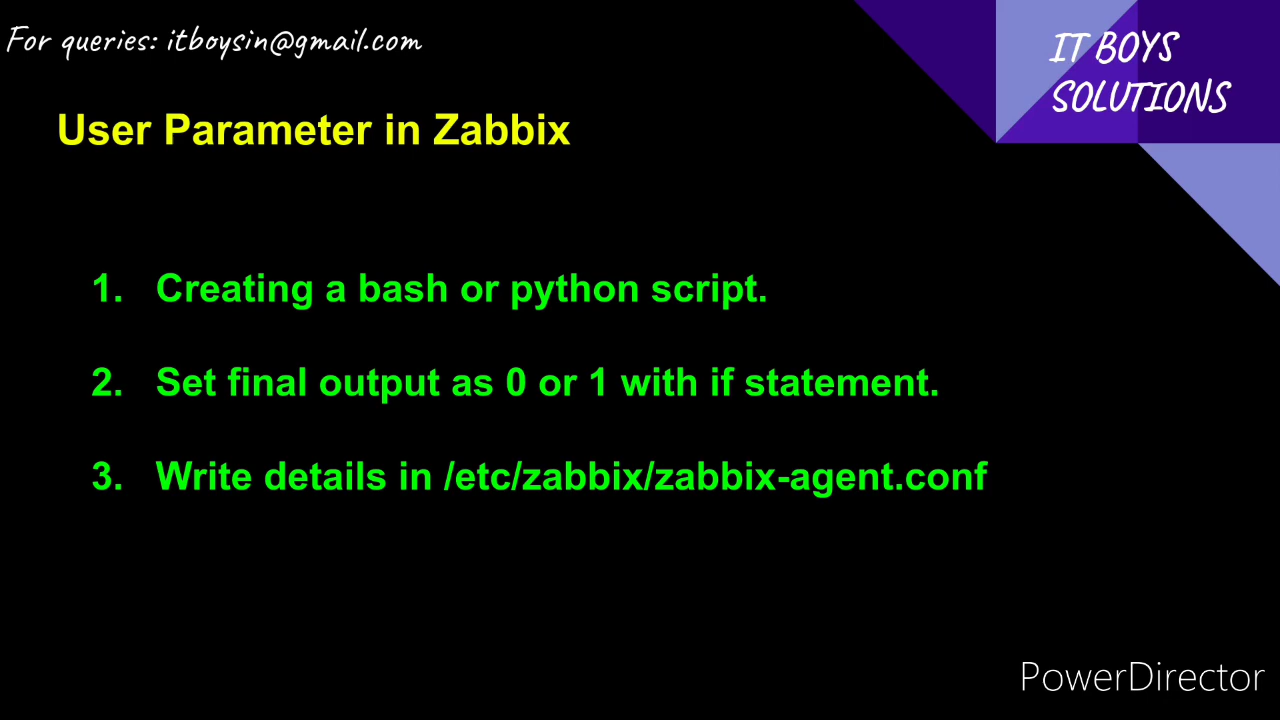 For queries: itboysin@gmail.com
IT BOYS
SOLUTIONS
User Parameter in Zabbix
1. Creating a bash or python script.
2. Set final output as 0 or 1 with if statement.
3. Write details in /etc/zabbix/zabbix-agent.conf
PowerDirector